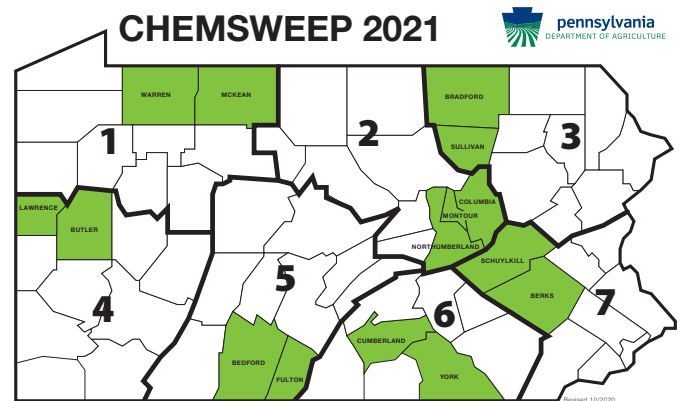 CHEMSWEEP 2021
pennsylvania
DEPARTMENT OF AGRICULTURE
WARREN
MCKEAN
BRADFORD
1
2
3
SULLIVAN
LAWRENCE
BUTLER
COLUMBIA
MONTOUR
NORTHUMBERLAND
SCHUYLKILL
5
BERKS
4
6
7
CUMBERLAND
BEDFORD
FULTON
YORK
Revised 10/2020